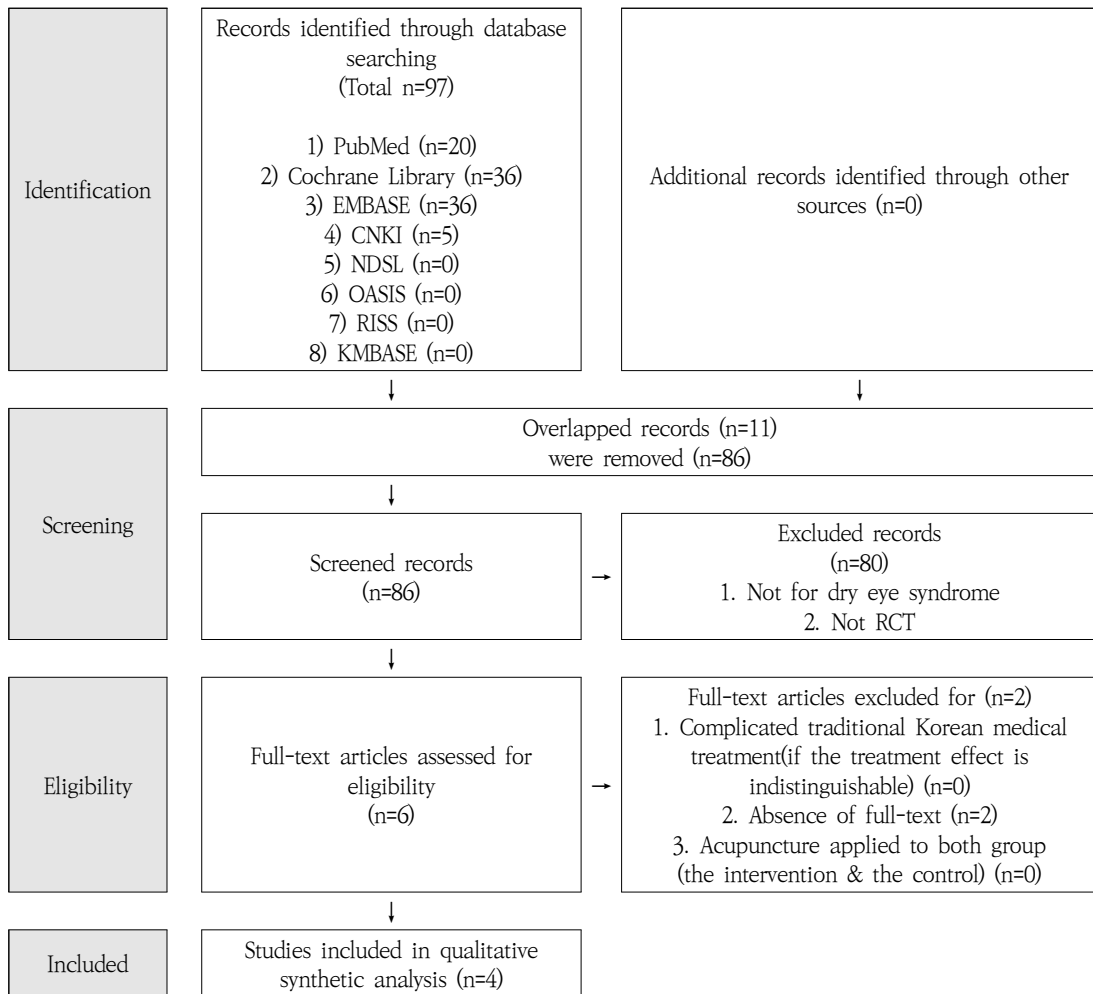 Identification
Records identified through database
searching
(Total n=97)
1) PubMed (n=20)
2) Cochrane Library (n=36)
3) EMBASE (n=36)
4) CNKI (n=5)
5) NDSL (n=0)
6) OASIS (n=0)
7) RISS (n=0)
8) KMBASE (n=0)
Additional records identified through other
sources (n=0)
↓
↓
Screening
Overlapped records (n=11)
were removed (n=86)
↓
Screened records
(n=86)
→
Excluded records
(n=80)
1. Not for dry eye syndrome
2. Not RCT
↓
Eligibility
Full-text articles assessed for
eligibility
(n=6)
→
Full-text articles excluded for (n=2)
1. Complicated traditional Korean medical
treatment(if the treatment effect is
indistinguishable) (n=0)
2. Absence of full-text (n=2)
3. Acupuncture applied to both group
(the intervention & the control) (n=0)
↓
Included
Studies included in qualitative
synthetic analysis (n=4)